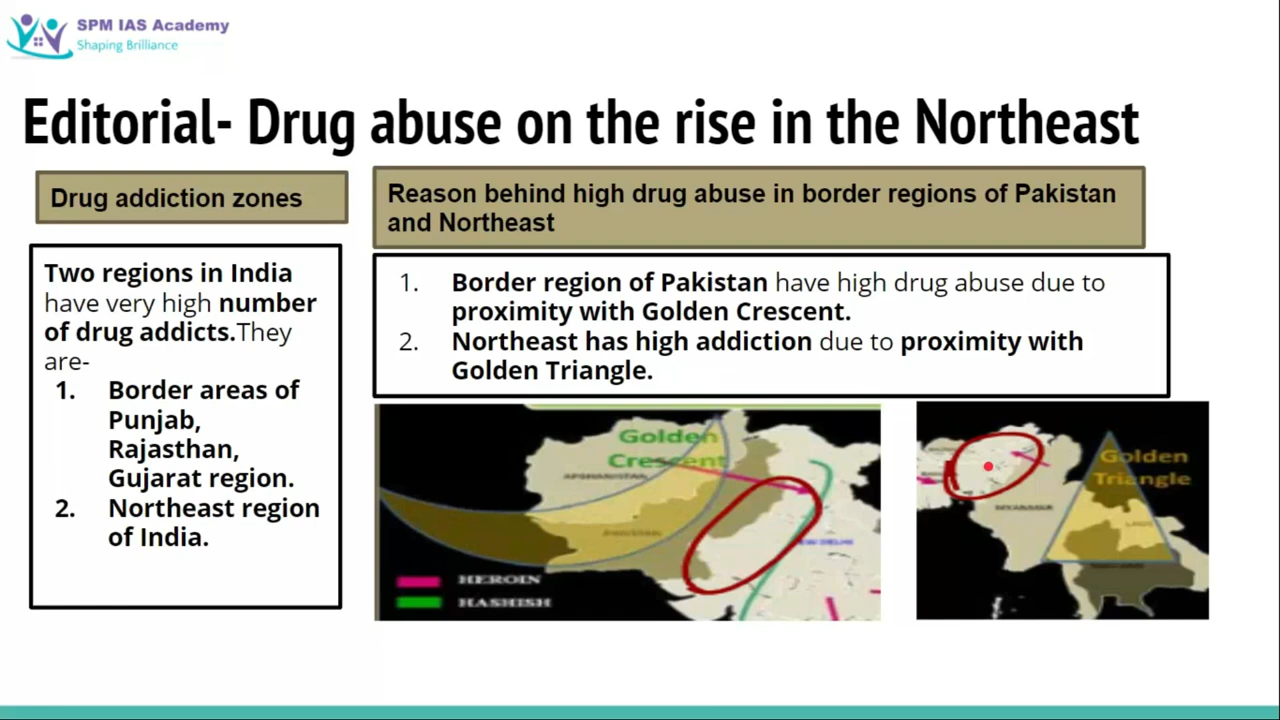 SPM IAS Academy
Shaping Brilliance
Editorial- Drug abuse on the rise in the Northeast
Drug addiction zones
Two regions in India
have very high number
of drug addicts.They
are-
1. Border areas of
Punjab,
Rajasthan,
Gujarat region.
2. Northeast region
of India.
Reason behind high drug abuse in border regions of Pakistan
and Northeast
1. Border region of Pakistan have high drug abuse due to
proximity with Golden Crescent.
2. Northeast has high addiction due to proximity with
Golden Triangle.
Golden
Crescent
AFGHANISTAN
PAKISTAN
NEW DELHI
HEROIN
HASHISH
Golden
Triangle
MYANMAR
LAOS